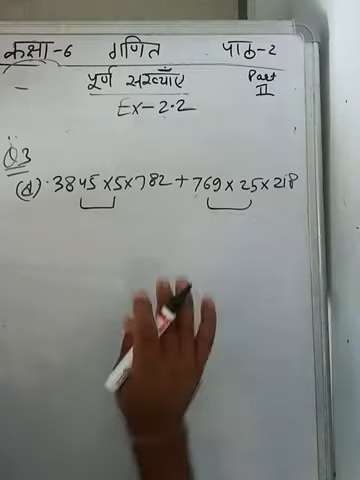 कक्षा-6 गणित पाठ-2
पूर्ण संख्याएँ Part II
Ex-2.2
Q3
(d) 3845×5×782+769×25×218